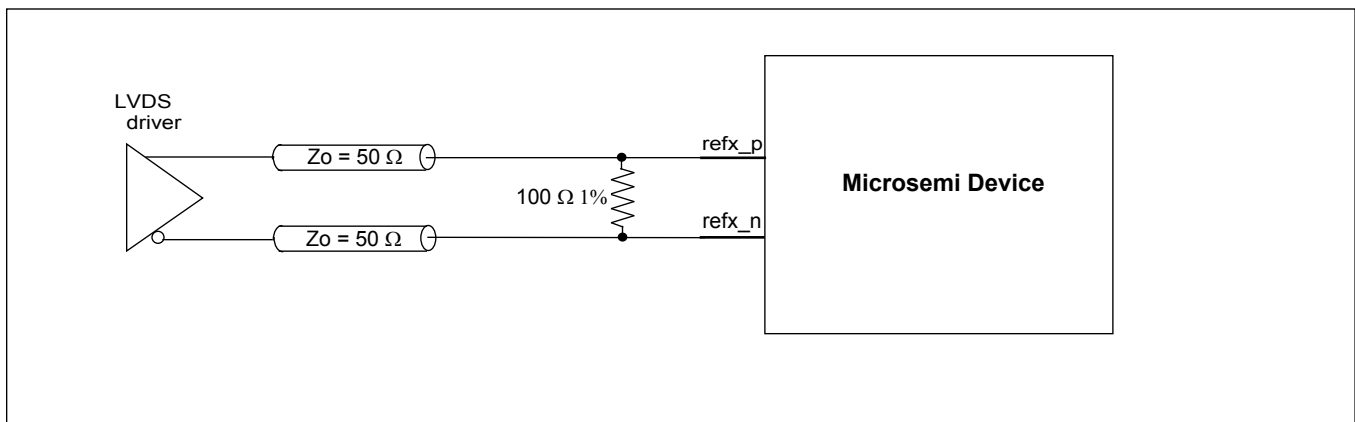 LVDS
driver
Zo = 50 Ω
refx_p
100 Ω 1%
Microsemi Device
refx_n
Zo = 50 Ω